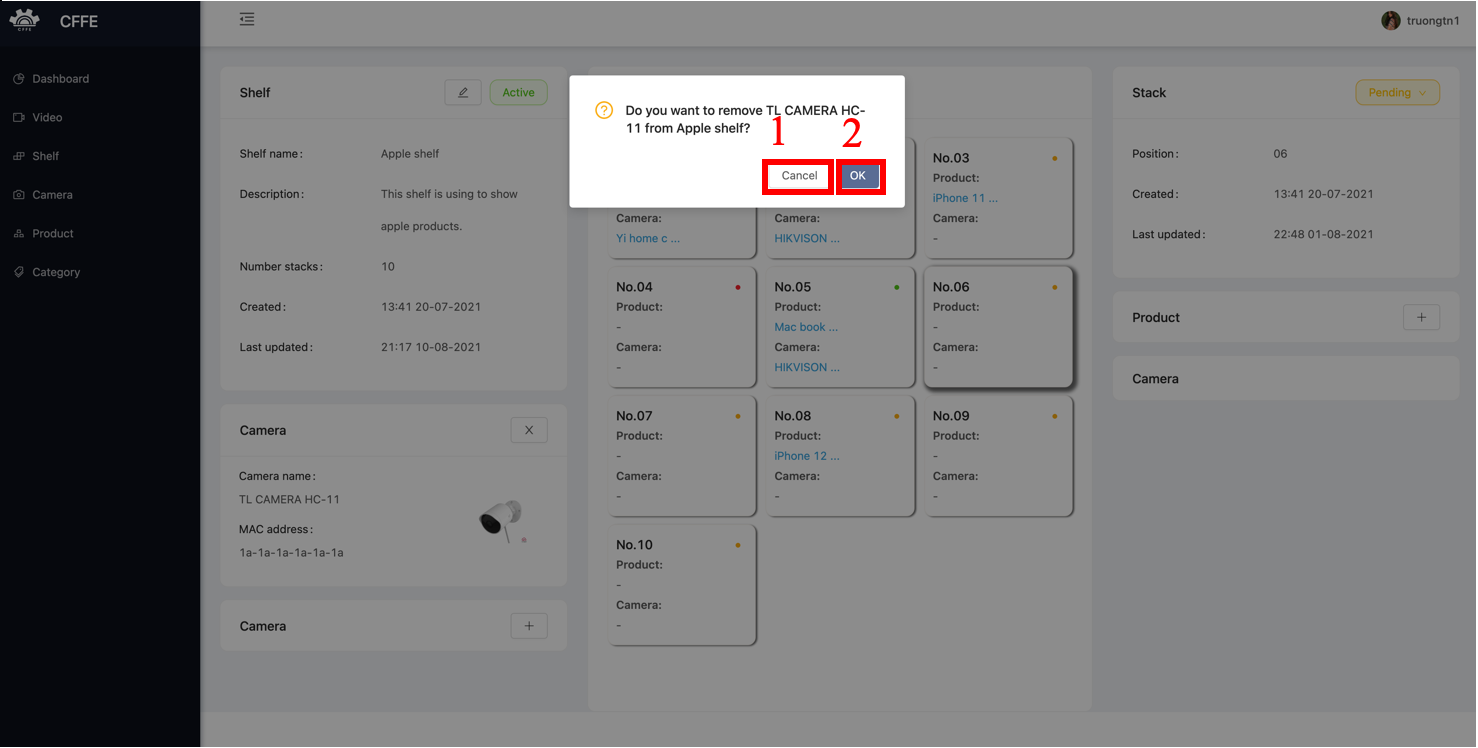 CFFE
CFFE
truongtn1
Dashboard
Video
Shelf
Camera
Product
Category
Shelf
Active
Shelf name :
Apple shelf
Description :
This shelf is using to show
apple products.
Number stacks :
10
Created :
13:41 20-07-2021
Last updated :
21:17 10-08-2021
Camera
Camera name :
TL CAMERA HC-11
MAC address :
1a-1a-1a-1a-1a-1a
Camera
Do you want to remove TL CAMERA HC-
11 from Apple shelf?
1
2
Cancel
OK
Camera:
Yi home c ...
Camera:
HIKVISON ...
No.03
Product:
iPhone 11 ...
Camera:
-
No.04
Product:
-
Camera:
-
No.05
Product:
Mac book ...
Camera:
HIKVISON ...
No.06
Product:
-
Camera:
-
No.07
Product:
-
Camera:
-
No.08
Product:
iPhone 12 ...
Camera:
-
No.09
Product:
-
Camera:
-
No.10
Product:
-
Camera:
-
Stack
Pending
Position :
06
Created :
13:41 20-07-2021
Last updated :
22:48 01-08-2021
Product
Camera